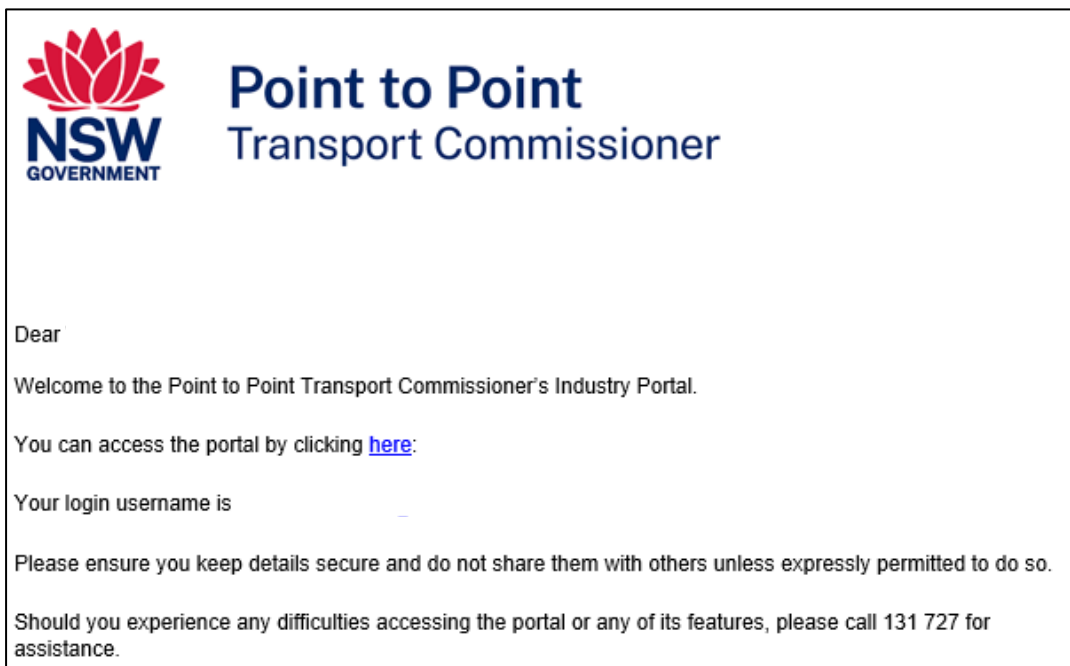 NSW
GOVERNMENT
Point to Point
Transport Commissioner
Dear
Welcome to the Point to Point Transport Commissioner's Industry Portal.
You can access the portal by clicking here:
Your login username is
Please ensure you keep details secure and do not share them with others unless expressly permitted to do so.
Should you experience any difficulties accessing the portal or any of its features, please call 131 727 for
assistance.